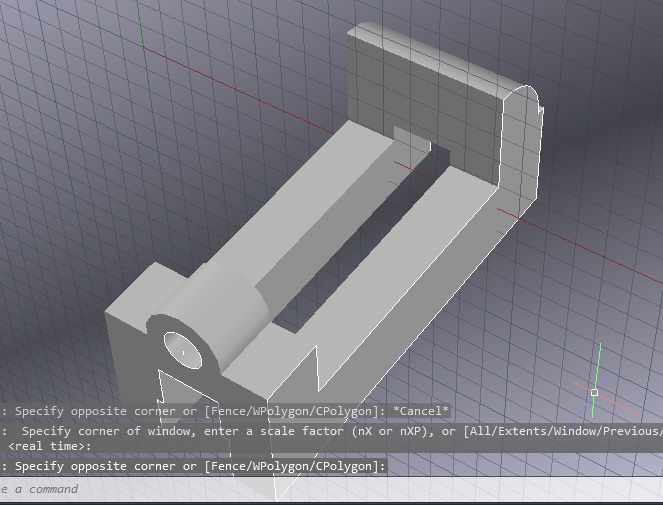 : Specify opposite corner or [Fence/WPolygon/CPolygon]: *Cancel*
: Specify corner of window, enter a scale factor (nX or nXP), or [All/Extents/Window/Previous/
<real time>:
: Specify opposite corner or [Fence/WPolygon/CPolygon]:
e a command